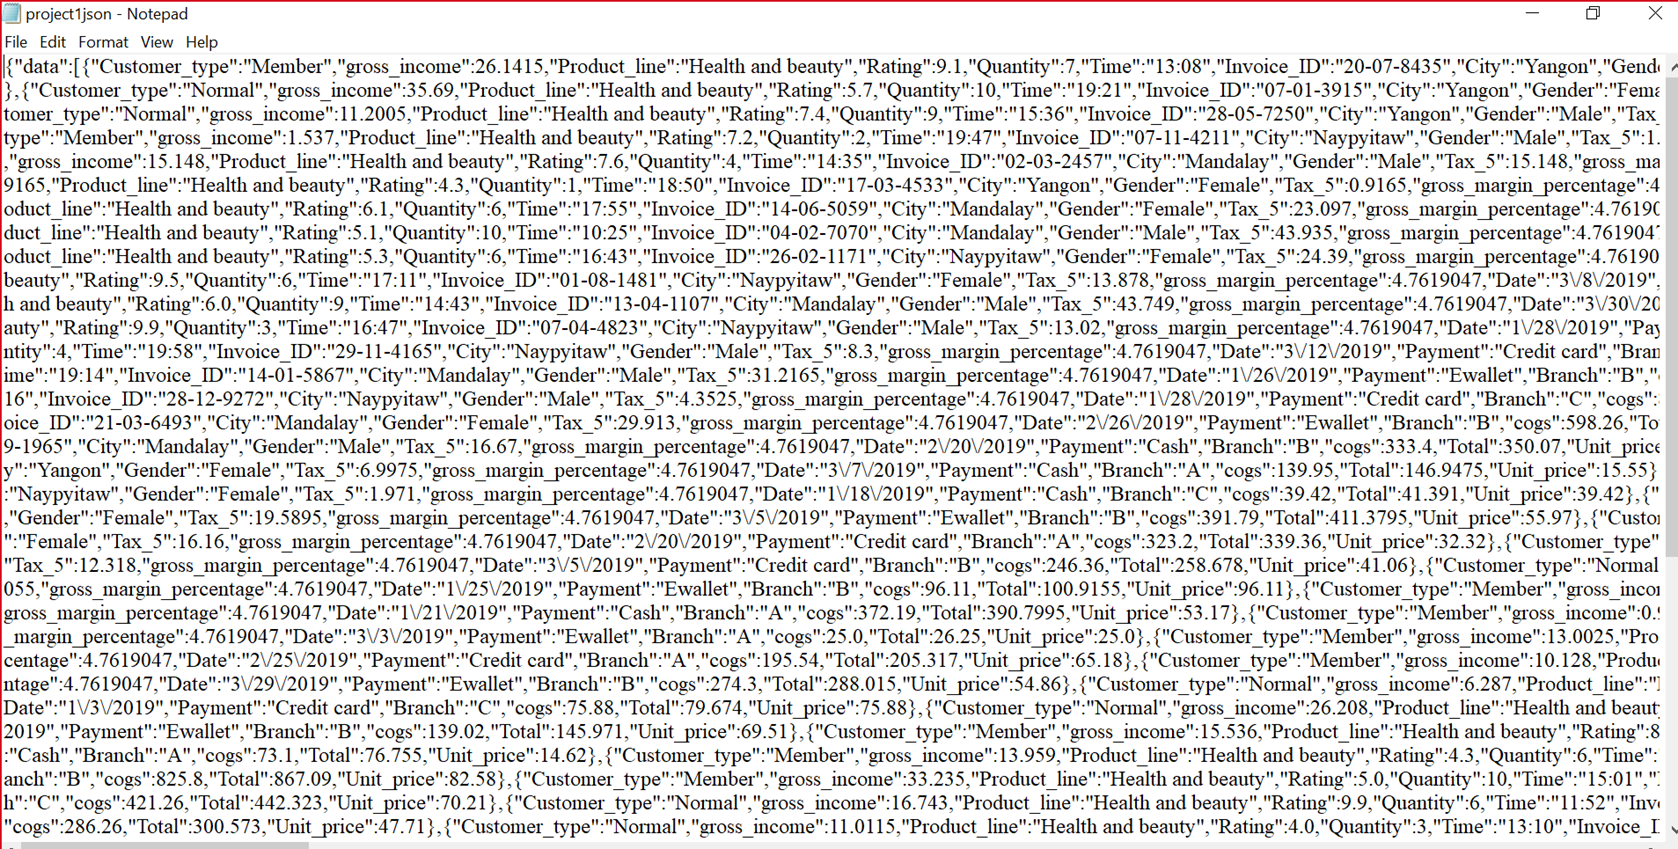 project1json - Notepad
File Edit Format View Help
{"data":[{"Customer_type":"Member","gross_income":26.1415,"Product_line":"Health and beauty","Rating":9.1,"Quantity":7,"Time":"13:08","Invoice_ID":"20-07-8435","City":"Yangon","Gende
},{"Customer_type":"Normal","gross_income":35.69,"Product_line":"Health and beauty","Rating":5.7,"Quantity":10,"Time":"19:21","Invoice_ID":"07-01-3915","City":"Yangon","Gender":"Fema
tomer_type":"Normal","gross_income":11.2005,"Product_line":"Health and beauty","Rating":7.4,"Quantity":9,"Time":"15:36","Invoice_ID":"28-05-7250","City":"Yangon","Gender":"Male","Tax_
type":"Member","gross_income":1.537,"Product_line":"Health and beauty","Rating":7.2,"Quantity":2,"Time":"19:47","Invoice_ID":"07-11-4211","City":"Naypyitaw","Gender":"Male","Tax_5":1.
,"gross_income":15.148,"Product_line":"Health and beauty","Rating":7.6,"Quantity":4,"Time":"14:35","Invoice_ID":"02-03-2457","City":"Mandalay","Gender":"Male","Tax_5":15.148,"gross_ma
9165,"Product_line":"Health and beauty","Rating":4.3,"Quantity":1,"Time":"18:50","Invoice_ID":"17-03-4533","City":"Yangon","Gender":"Female","Tax_5":0.9165,"gross_margin_percentage":4
oduct_line":"Health and beauty","Rating":6.1,"Quantity":6,"Time":"17:55","Invoice_ID":"14-06-5059","City":"Mandalay","Gender":"Female","Tax_5":23.097,"gross_margin_percentage":4.76190
duct_line":"Health and beauty","Rating":5.1,"Quantity":10,"Time":"10:25","Invoice_ID":"04-02-7070","City":"Mandalay","Gender":"Male","Tax_5":43.935,"gross_margin_percentage":4.761904
oduct_line":"Health and beauty","Rating":5.3,"Quantity":6,"Time":"16:43","Invoice_ID":"26-02-1171","City":"Naypyitaw","Gender":"Female","Tax_5":24.39,"gross_margin_percentage":4.76190
beauty","Rating":9.5,"Quantity":6,"Time":"17:11","Invoice_ID":"01-08-1481","City":"Naypyitaw","Gender":"Female","Tax_5":13.878,"gross_margin_percentage":4.7619047,"Date":"3\/8\/2019",
h and beauty","Rating":6.0,"Quantity":9,"Time":"14:43","Invoice_ID":"13-04-1107","City":"Mandalay","Gender":"Male","Tax_5":43.749,"gross_margin_percentage":4.7619047,"Date":"3\/30\/20
auty","Rating":9.9,"Quantity":3,"Time":"16:47","Invoice_ID":"07-04-4823","City":"Naypyitaw","Gender":"Male","Tax_5":13.02,"gross_margin_percentage":4.7619047,"Date":"1\/28\/2019","Pay
ntity":4,"Time":"19:58","Invoice_ID":"29-11-4165","City":"Naypyitaw","Gender":"Male","Tax_5":8.3,"gross_margin_percentage":4.7619047,"Date":"3\/12\/2019","Payment":"Credit card","Bran
ime":"19:14","Invoice_ID":"14-01-5867","City":"Mandalay","Gender":"Male","Tax_5":31.2165,"gross_margin_percentage":4.7619047,"Date":"1\/26\/2019","Payment":"Ewallet","Branch":"B","
16","Invoice_ID":"28-12-9272","City":"Naypyitaw","Gender":"Male","Tax_5":4.3525,"gross_margin_percentage":4.7619047,"Date":"1\/28\/2019","Payment":"Credit card","Branch":"C","cogs":
oice_ID":"21-03-6493","City":"Mandalay","Gender":"Female","Tax_5":29.913,"gross_margin_percentage":4.7619047,"Date":"2\/26\/2019","Payment":"Ewallet","Branch":"B","cogs":598.26,"To
9-1965","City":"Mandalay","Gender":"Male","Tax_5":16.67,"gross_margin_percentage":4.7619047,"Date":"2\/20\/2019","Payment":"Cash","Branch":"B","cogs":333.4,"Total":350.07,"Unit_price
y":"Yangon","Gender":"Female","Tax_5":6.9975,"gross_margin_percentage":4.7619047,"Date":"3\/7\/2019","Payment":"Cash","Branch":"A","cogs":139.95,"Total":146.9475,"Unit_price":15.55}
:"Naypyitaw","Gender":"Female","Tax_5":1.971,"gross_margin_percentage":4.7619047,"Date":"1\/18\/2019","Payment":"Cash","Branch":"C","cogs":39.42,"Total":41.391,"Unit_price":39.42},{"
,"Gender":"Female","Tax_5":19.5895,"gross_margin_percentage":4.7619047,"Date":"3\/5\/2019","Payment":"Ewallet","Branch":"B","cogs":391.79,"Total":411.3795,"Unit_price":55.97},{"Custo
":"Female","Tax_5":16.16,"gross_margin_percentage":4.7619047,"Date":"2\/20\/2019","Payment":"Credit card","Branch":"A","cogs":323.2,"Total":339.36,"Unit_price":32.32},{"Customer_type"
"Tax_5":12.318,"gross_margin_percentage":4.7619047,"Date":"3\/5\/2019","Payment":"Credit card","Branch":"B","cogs":246.36,"Total":258.678,"Unit_price":41.06},{"Customer_type":"Normal
055,"gross_margin_percentage":4.7619047,"Date":"1\/25\/2019","Payment":"Ewallet","Branch":"B","cogs":96.11,"Total":100.9155,"Unit_price":96.11},{"Customer_type":"Member","gross_inco
gross_margin_percentage":4.7619047,"Date":"1\/21\/2019","Payment":"Cash","Branch":"A","cogs":372.19,"Total":390.7995,"Unit_price":53.17},{"Customer_type":"Member","gross_income":0.
_margin_percentage":4.7619047,"Date":"3\/3\/2019","Payment":"Ewallet","Branch":"A","cogs":25.0,"Total":26.25,"Unit_price":25.0},{"Customer_type":"Member","gross_income":13.0025,"Pro
centage":4.7619047,"Date":"2\/25\/2019","Payment":"Credit card","Branch":"A","cogs":195.54,"Total":205.317,"Unit_price":65.18},{"Customer_type":"Member","gross_income":10.128,"Produ
ntage":4.7619047,"Date":"3\/29\/2019","Payment":"Ewallet","Branch":"B","cogs":274.3,"Total":288.015,"Unit_price":54.86},{"Customer_type":"Normal","gross_income":6.287,"Product_line":"
Date":"1\/3\/2019","Payment":"Credit card","Branch":"C","cogs":75.88,"Total":79.674,"Unit_price":75.88},{"Customer_type":"Normal","gross_income":26.208,"Product_line":"Health and beaut
2019","Payment":"Ewallet","Branch":"B","cogs":139.02,"Total":145.971,"Unit_price":69.51},{"Customer_type":"Member","gross_income":15.536,"Product_line":"Health and beauty","Rating":8
:"Cash","Branch":"A","cogs":73.1,"Total":76.755,"Unit_price":14.62},{"Customer_type":"Member","gross_income":13.959,"Product_line":"Health and beauty","Rating":4.3,"Quantity":6,"Time":
anch":"B","cogs":825.8,"Total":867.09,"Unit_price":82.58},{"Customer_type":"Member","gross_income":33.235,"Product_line":"Health and beauty","Rating":5.0,"Quantity":10,"Time":"15:01","
h":"C","cogs":421.26,"Total":442.323,"Unit_price":70.21},{"Customer_type":"Normal","gross_income":16.743,"Product_line":"Health and beauty","Rating":9.9,"Quantity":6,"Time":"11:52","Inv
"cogs":286.26,"Total":300.573,"Unit_price":47.71},{"Customer_type":"Normal","gross_income":11.0115,"Product_line":"Health and beauty","Rating":4.0,"Quantity":3,"Time":"13:10","Invoice_I